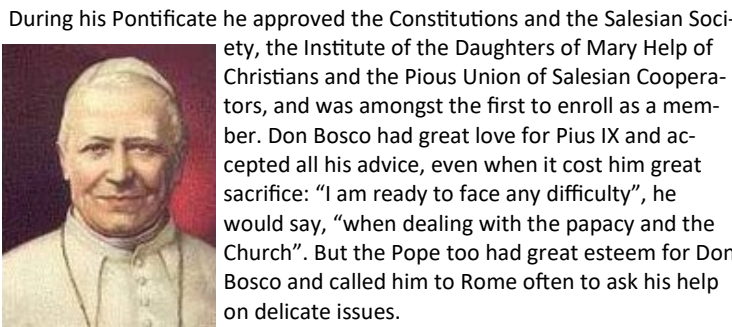 During his Pontificate he approved the Constitutions and the Salesian Soci-
ety, the Institute of the Daughters of Mary Help of
Christians and the Pious Union of Salesian Coopera-
tors, and was amongst the first to enroll as a mem-
ber. Don Bosco had great love for Pius IX and ac-
cepted all his advice, even when it cost him great
sacrifice: “I am ready to face any difficulty”, he
would say, “when dealing with the papacy and the
Church”. But the Pope too had great esteem for Don
Bosco and called him to Rome often to ask his help
on delicate issues.